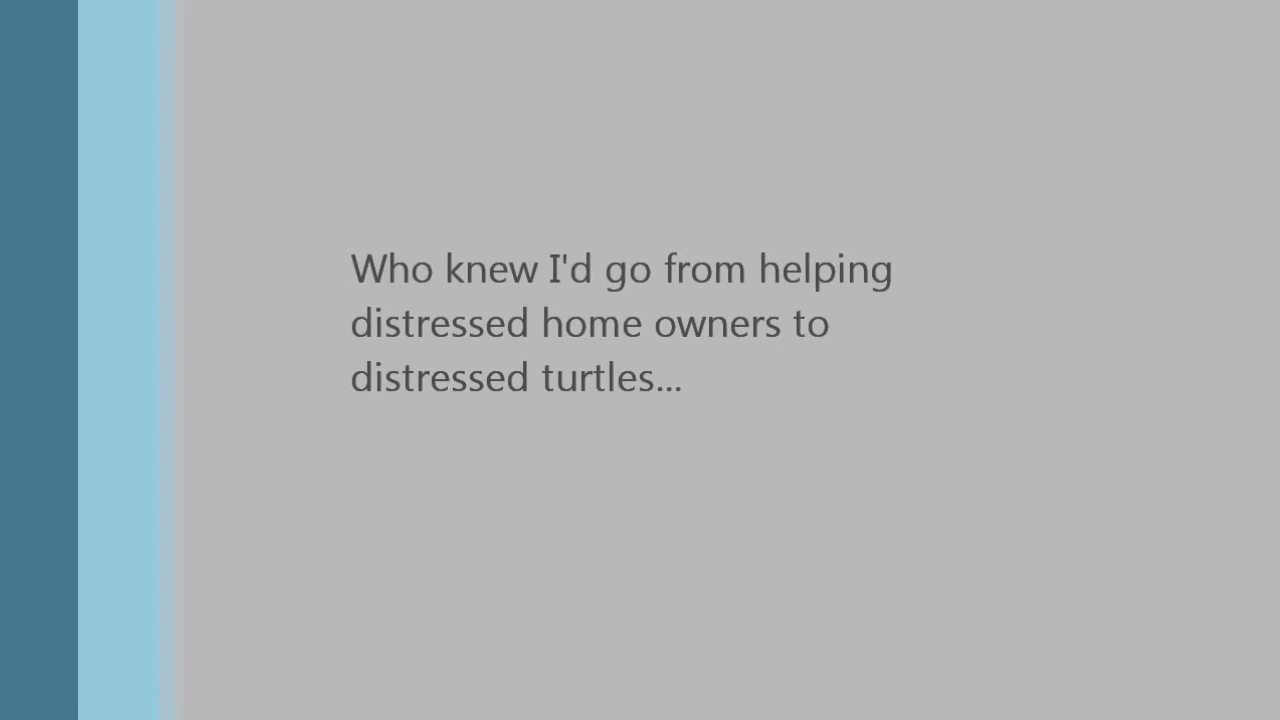 Who knew I'd go from helping
distressed home owners to
distressed turtles...